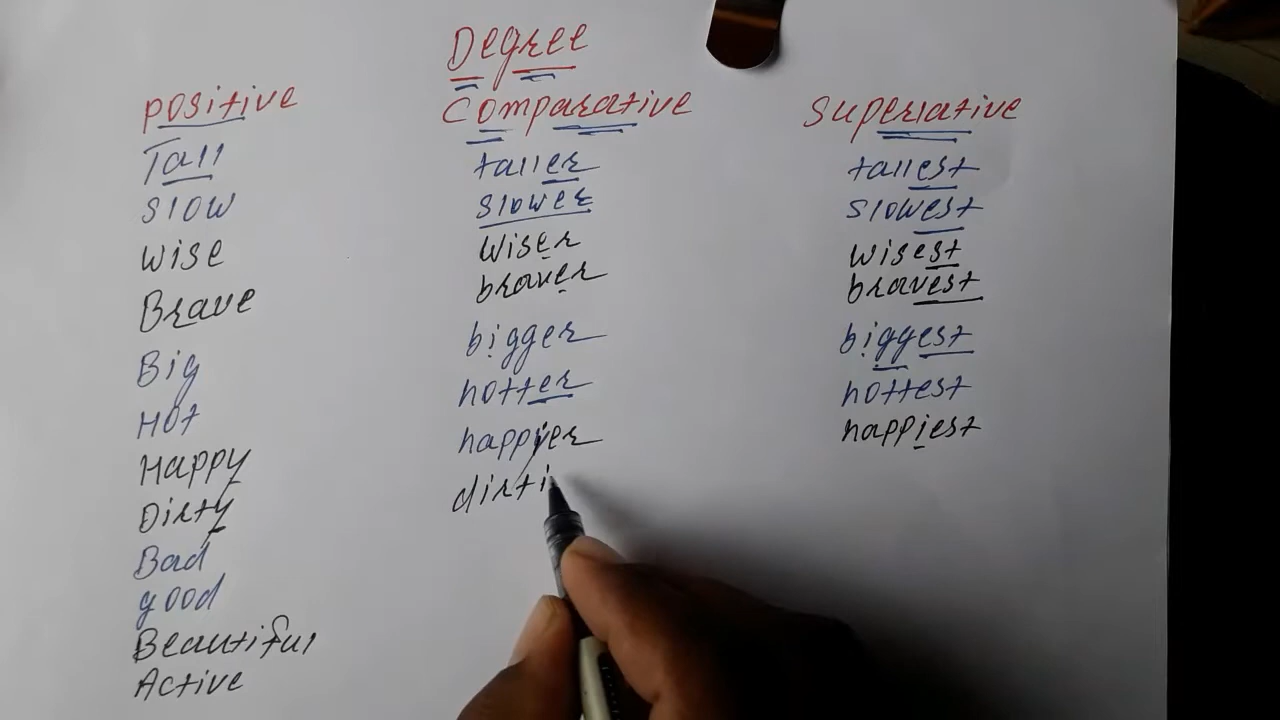 Degree
Positive Comparative Superlative
Tall taller tallest
Slow slower slowest
Wise wiser wisest
Brave braver bravest
Big bigger biggest
Hot hotter hottest
Happy happier happiest
Dirty dirti
Bad
good
Beautiful
Active